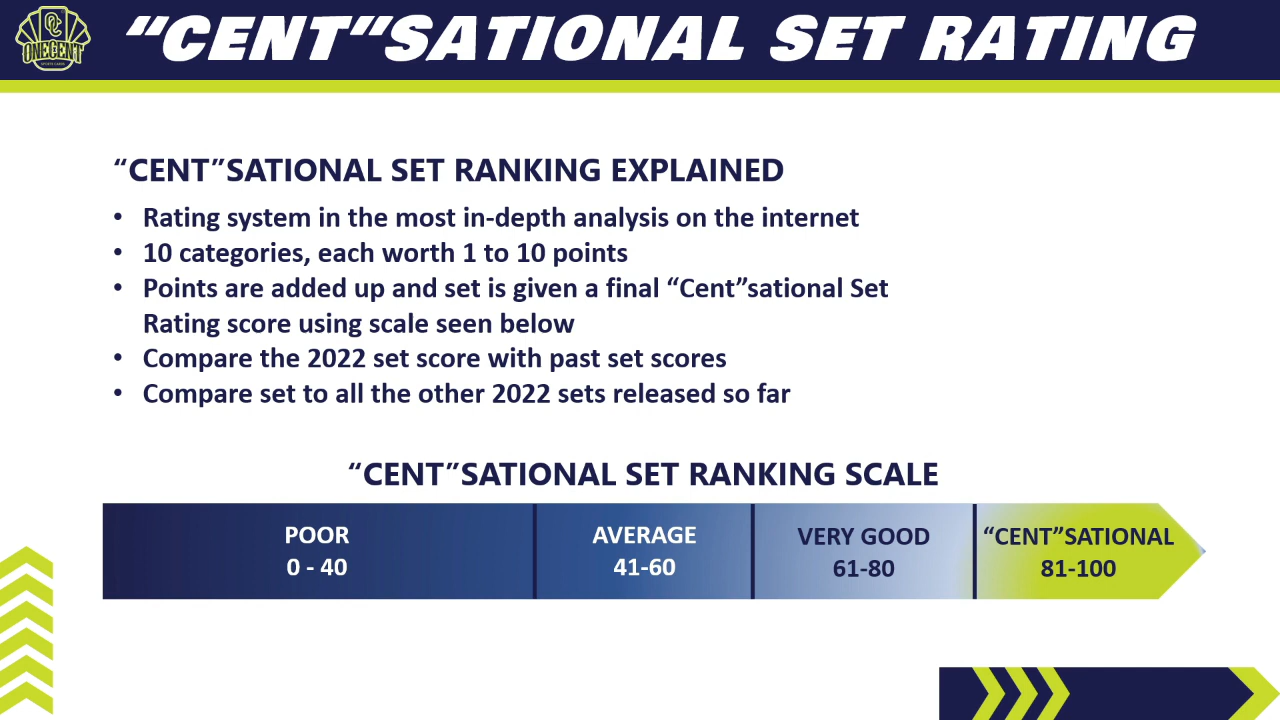 “CENT”SATIONAL SET RATING
OC
ONECENT
SPORTS CARDS
“CENT”SATIONAL SET RANKING EXPLAINED
• Rating system in the most in-depth analysis on the internet
• 10 categories, each worth 1 to 10 points
• Points are added up and set is given a final “Cent”sational Set
Rating score using scale seen below
• Compare the 2022 set score with past set scores
• Compare set to all the other 2022 sets released so far
“CENT”SATIONAL SET RANKING SCALE
POOR
0 - 40
AVERAGE
41-60
VERY GOOD
61-80
“CENT”SATIONAL
81-100